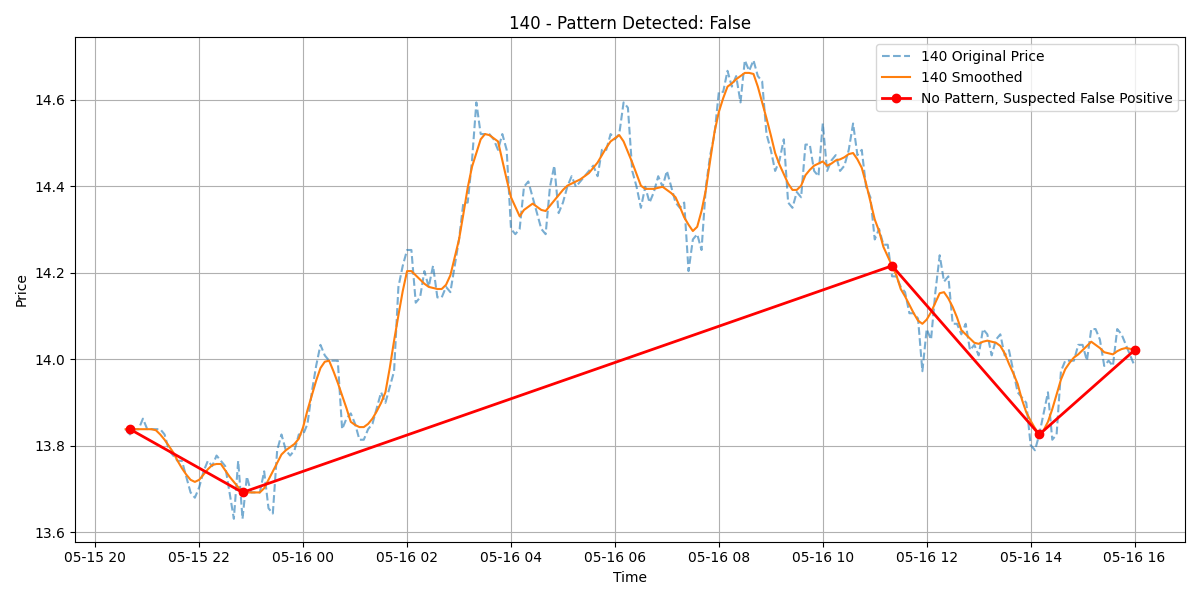 140 - Pattern Detected: False
140 Original Price
140 Smoothed
No Pattern, Suspected False Positive
Price
14.6
14.4
14.2
14.0
13.8
13.6
05-15 20 05-15 22 05-16 00 05-16 02 05-16 04 05-16 06 05-16 08 05-16 10 05-16 12 05-16 14 05-16 16
Time